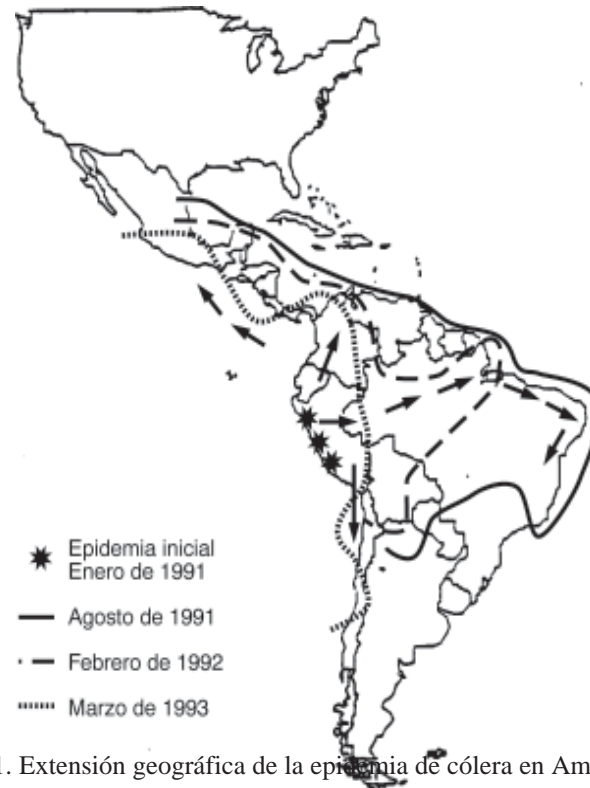 Epidemia inicial
Enero de 1991
Agosto de 1991
Febrero de 1992
Marzo de 1993
1. Extensión geográfica de la epidemia de cólera en Am